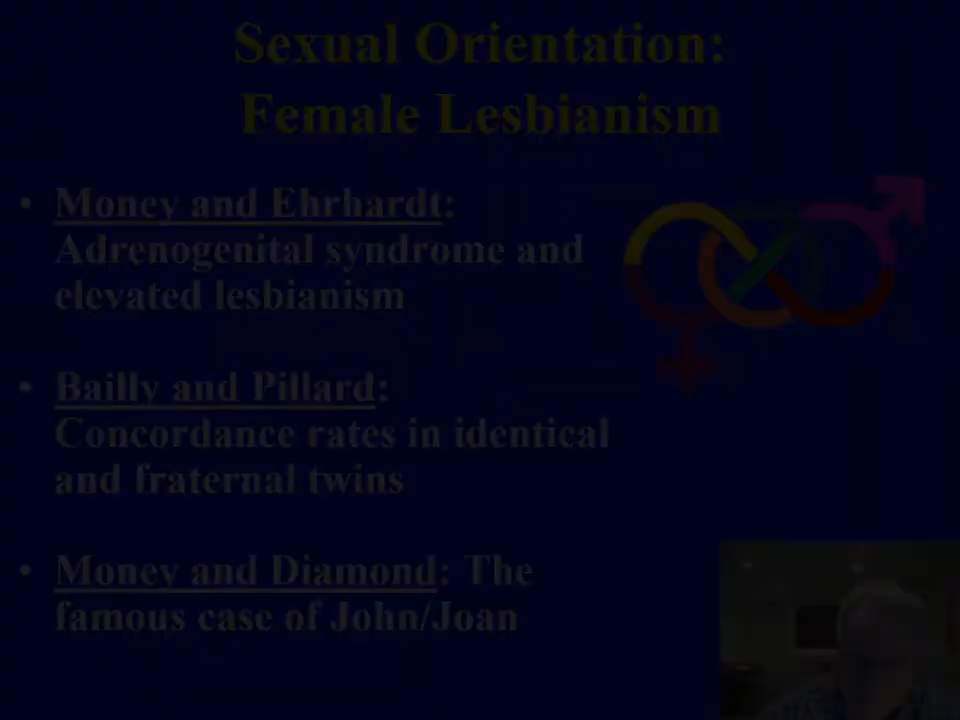 Sexual Orientation:
Female Lesbianism
• Money and Ehrhardt:
Adrenogenital syndrome and
elevated lesbianism
• Bailly and Pillard:
Concordance rates in identical
and fraternal twins
• Money and Diamond: The
famous case of John/Joan